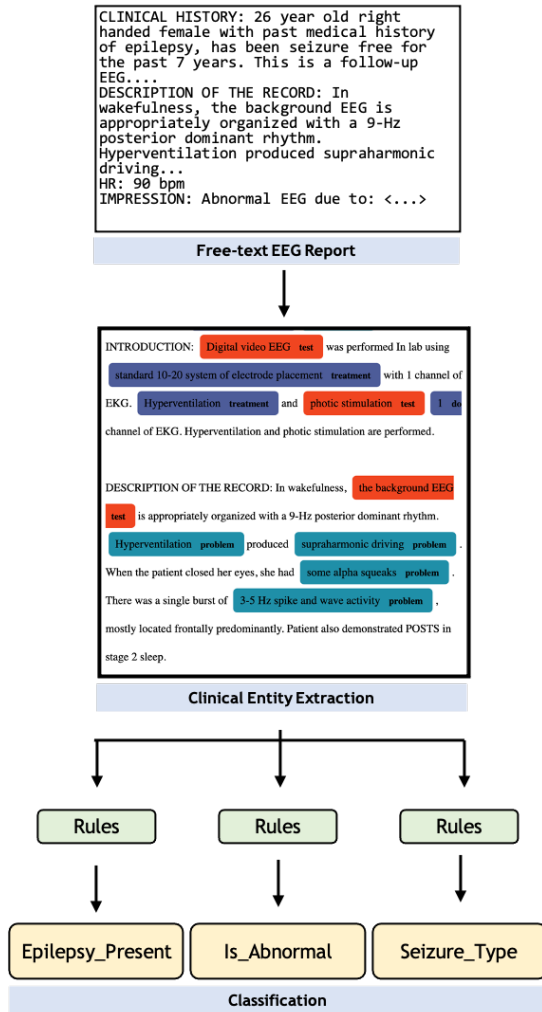 CLINICAL HISTORY: 26 year old right
handed female with past medical history
of epilepsy, has been seizure free for
the past 7 years. This is a follow-up
EEG....
DESCRIPTION OF THE RECORD: In
wakefulness, the background EEG is
appropriately organized with a 9-Hz
posterior dominant rhythm.
Hyperventilation produced supraharmonic
driving...
HR: 90 bpm
IMPRESSION: Abnormal EEG due to: <...>
Free-text EEG Report
INTRODUCTION: Digital video EEG test was performed In lab using
standard 10-20 system of electrode placement treatment with 1 channel of
EKG. Hyperventilation treatment and photic stimulation test 1 do
channel of EKG. Hyperventilation and photic stimulation are performed.
DESCRIPTION OF THE RECORD: In wakefulness, the background EEG
test is appropriately organized with a 9-Hz posterior dominant rhythm.
Hyperventilation problem produced supraharmonic driving problem .
When the patient closed her eyes, she had some alpha squeaks problem .
There was a single burst of 3-5 Hz spike and wave activity problem ,
mostly located frontally predominantly. Patient also demonstrated POSTS in
stage 2 sleep.
Clinical Entity Extraction
Rules Rules Rules
Epilepsy_Present Is_Abnormal Seizure_Type
Classification